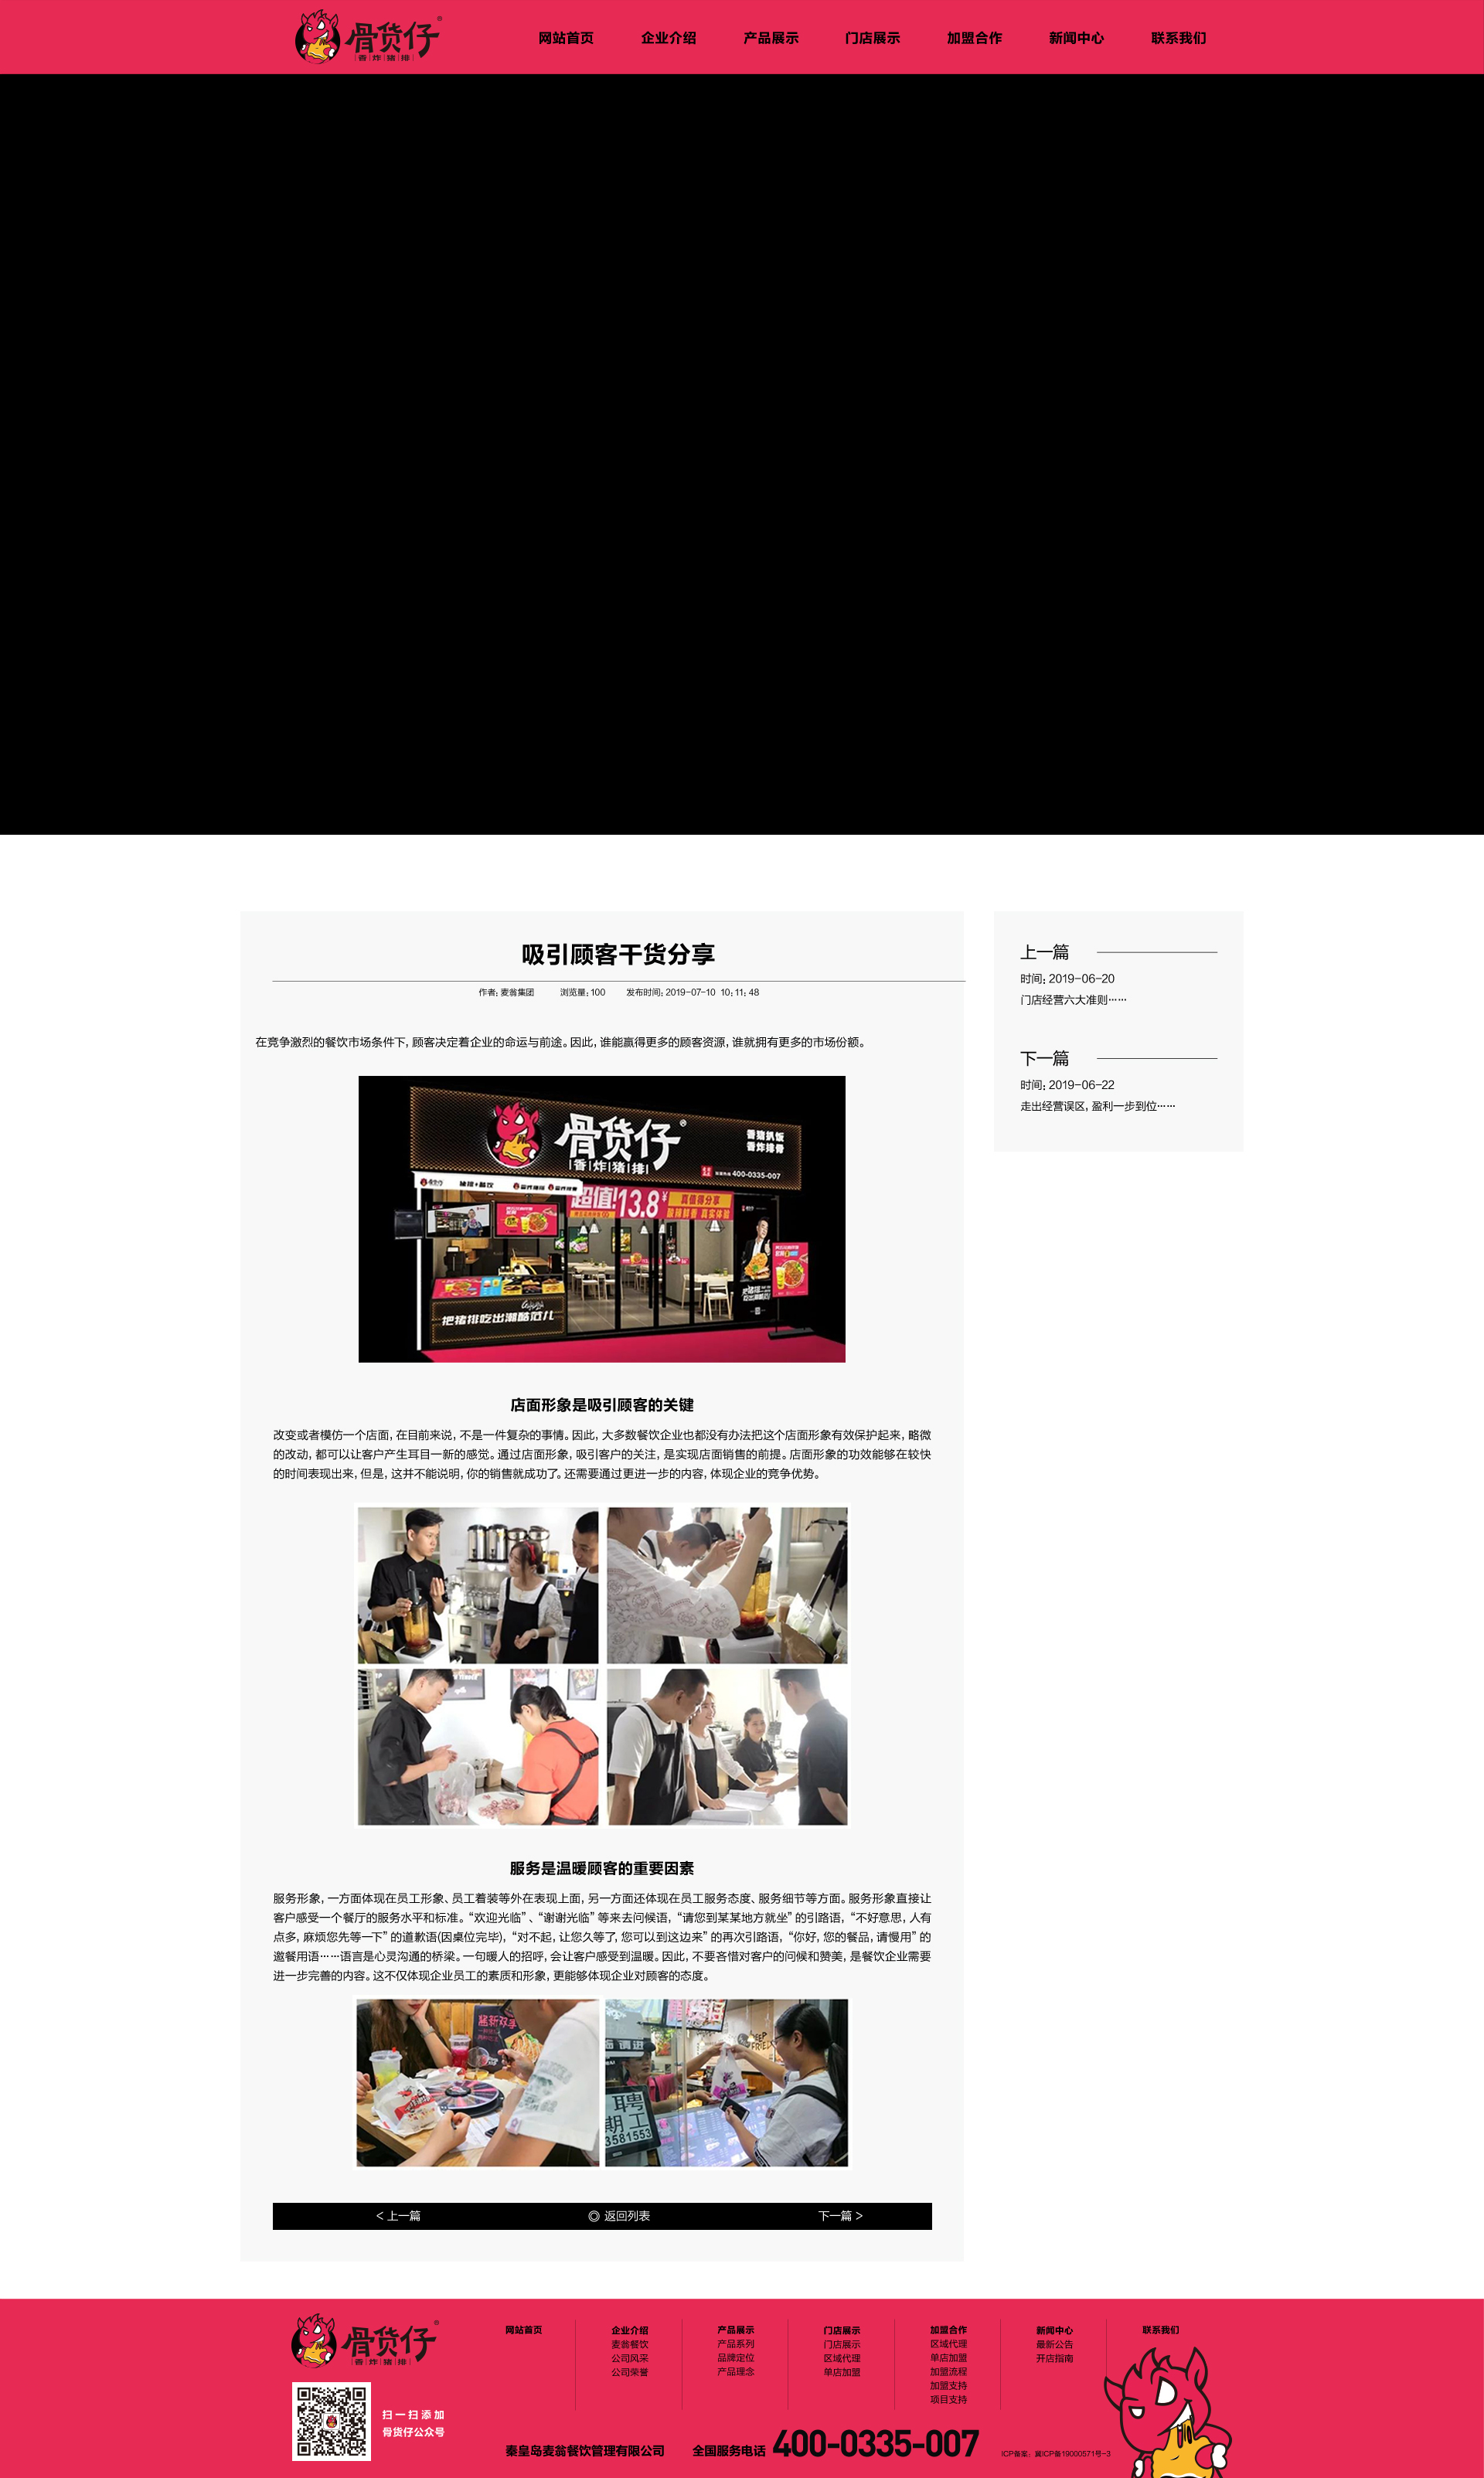 骨货仔®
香炸猪排
网站首页 企业介绍 产品展示 门店展示 加盟合作 新闻中心 联系我们
吸引顾客干货分享
作者：麦翁集团 浏览量：100 发布时间：2019-07-10 10：11：48
在竞争激烈的餐饮市场条件下，顾客决定着企业的命运与前途。因此，谁能赢得更多的顾客资源，谁就拥有更多的市场份额。
骨货仔®
香炸猪排
香猪扒饭
香炸排骨
400-0335-007
超值!13.8¥
真值得分享
酸辣鲜香 真实体验
把猪排吃出潮酷范儿
店面形象是吸引顾客的关键
改变或者模仿一个店面，在目前来说，不是一件复杂的事情。因此，大多数餐饮企业也都没有办法把这个店面形象有效保护起来，略微
的改动，都可以让客户产生耳目一新的感觉。通过店面形象，吸引客户的关注，是实现店面销售的前提。店面形象的功效能够在较快
的时间表现出来，但是，这并不能说明，你的销售就成功了。还需要通过更进一步的内容，体现企业的竞争优势。
服务是温暖顾客的重要因素
服务形象，一方面体现在员工形象、员工着装等外在表现上面，另一方面还体现在员工服务态度、服务细节等方面。服务形象直接让
客户感受一个餐厅的服务水平和标准。“欢迎光临”、“谢谢光临”等来去问候语，“请您到某某地方就坐”的引路语，“不好意思，人有
点多，麻烦您先等一下”的道歉语(因桌位完毕)，“对不起，让您久等了，您可以到这边来”的再次引路语，“你好，您的餐品，请慢用”的
邀餐用语……语言是心灵沟通的桥梁。一句暖人的招呼，会让客户感受到温暖。因此，不要吝惜对客户的问候和赞美，是餐饮企业需要
进一步完善的内容。这不仅体现企业员工的素质和形象，更能够体现企业对顾客的态度。
聘
期工
3581553
< 上一篇 ◎ 返回列表 下一篇 >
上一篇
时间：2019-06-20
门店经营六大准则……
下一篇
时间：2019-06-22
走出经营误区，盈利一步到位……
骨货仔®
香炸猪排
扫一扫添加
骨货仔公众号
网站首页
企业介绍
麦翁餐饮
公司风采
公司荣誉
产品展示
产品系列
品牌定位
产品理念
门店展示
门店展示
区域代理
单店加盟
加盟合作
区域代理
单店加盟
加盟流程
加盟支持
项目支持
新闻中心
最新公告
开店指南
联系我们
秦皇岛麦翁餐饮管理有限公司 全国服务电话 400-0335-007 ICP备案：冀ICP备19000571号-3